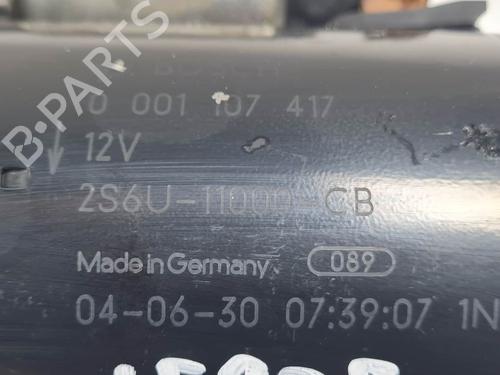 BOSCH
0 001 107 417
12V
2S6U-11000-CB
Made in Germany 089
04-06-30 07:39:07 1N
B-PARTS